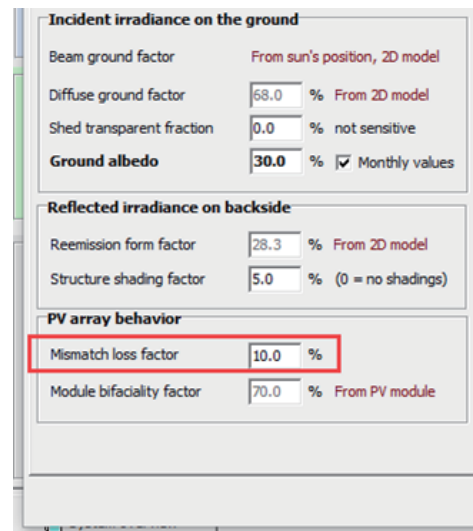 Incident irradiance on the ground
Beam ground factor From sun's position, 2D model
Diffuse ground factor 68.0 % From 2D model
Shed transparent fraction 0.0 % not sensitive
Ground albedo 30.0 % Monthly values
Reflected irradiance on backside
Reemission form factor 28.3 % From 2D model
Structure shading factor 5.0 % (0 = no shadings)
PV array behavior
Mismatch loss factor 10.0 %
Module bifaciality factor 70.0 % From PV module